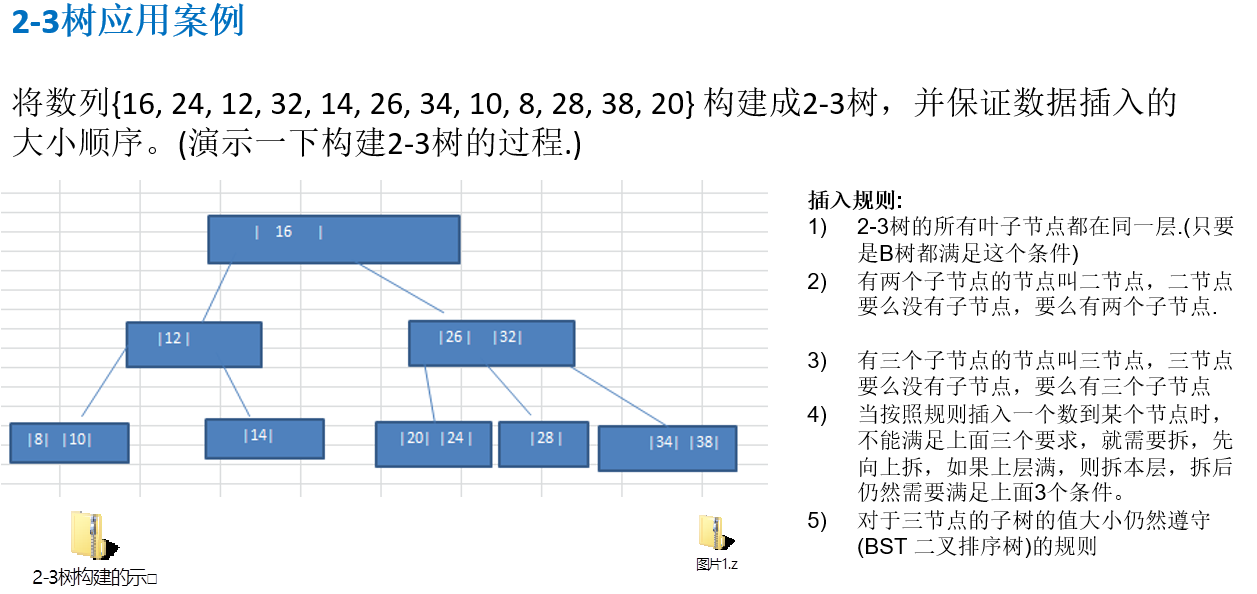 2-3树应用案例
将数列{16, 24, 12, 32, 14, 26, 34, 10, 8, 28, 38, 20} 构建成2-3树，并保证数据插入的
大小顺序。(演示一下构建2-3树的过程.)
| 16 |
|12 |
|26 | |32|
|8| |10|
|14|
|20| |24 |
|28 |
|34| |38|
2-3树构建的示□
图片1.z
插入规则:
1) 2-3树的所有叶子节点都在同一层.(只要
是B树都满足这个条件)
2) 有两个子节点的节点叫二节点，二节点
要么没有子节点，要么有两个子节点.
3) 有三个子节点的节点叫三节点，三节点
要么没有子节点，要么有三个子节点
4) 当按照规则插入一个数到某个节点时，
不能满足上面三个要求，就需要拆，先
向上拆，如果上层满，则拆本层，拆后
仍然需要满足上面3个条件。
5) 对于三节点的子树的值大小仍然遵守
(BST 二叉排序树)的规则